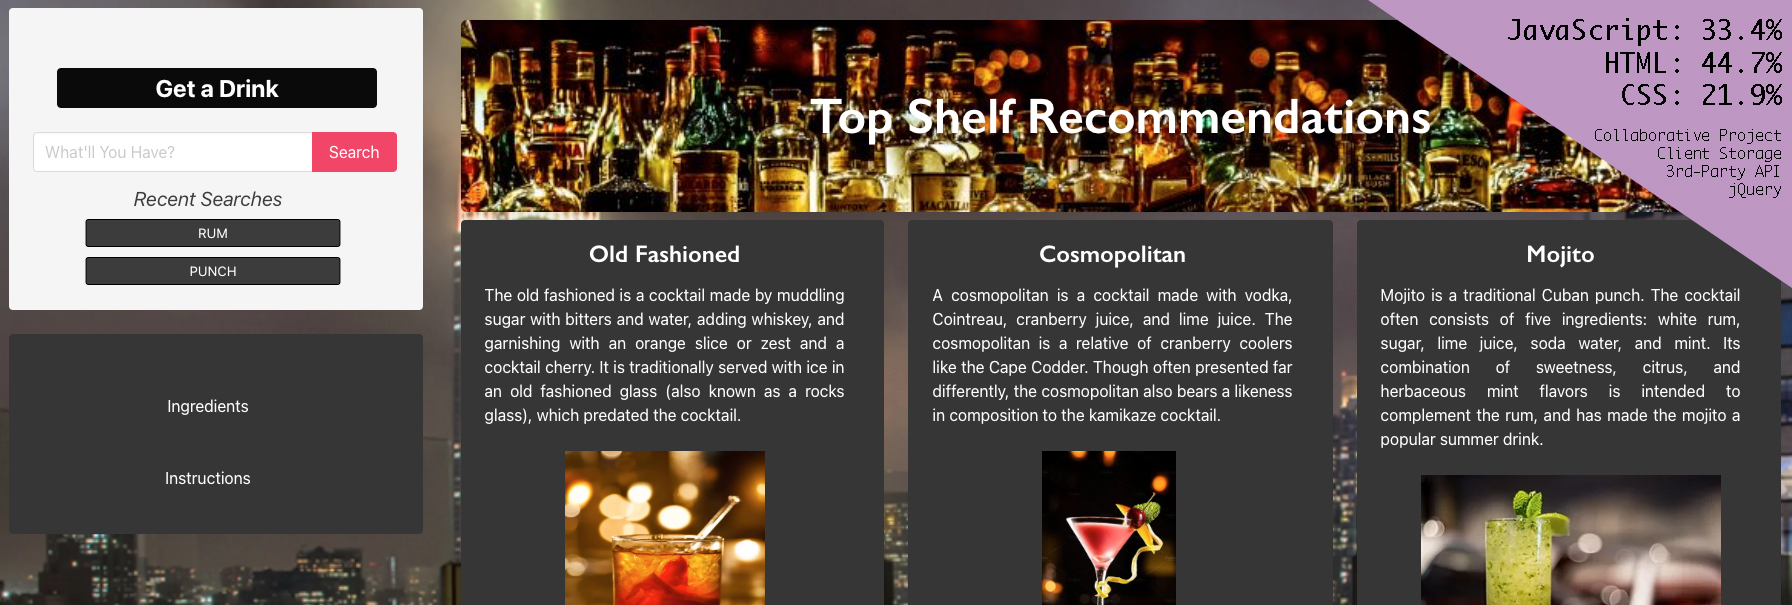 Get a Drink
What'll You Have?
Search
Recent Searches
RUM
PUNCH
Ingredients
Instructions
Top Shelf Recommendations
JavaScript: 33.4%
HTML: 44.7%
CSS: 21.9%
Collaborative Project
Client Storage
3rd-Party API
jQuery
Old Fashioned
The old fashioned is a cocktail made by muddling
sugar with bitters and water, adding whiskey, and
garnishing with an orange slice or zest and a
cocktail cherry. It is traditionally served with ice in
an old fashioned glass (also known as a rocks
glass), which predated the cocktail.
Cosmopolitan
A cosmopolitan is a cocktail made with vodka,
Cointreau, cranberry juice, and lime juice. The
cosmopolitan is a relative of cranberry coolers
like the Cape Codder. Though often presented far
differently, the cosmopolitan also bears a likeness
in composition to the kamikaze cocktail.
Mojito
Mojito is a traditional Cuban punch. The cocktail
often consists of five ingredients: white rum,
sugar, lime juice, soda water, and mint. Its
combination of sweetness, citrus, and
herbaceous mint flavors is intended to
complement the rum, and has made the mojito a
popular summer drink.